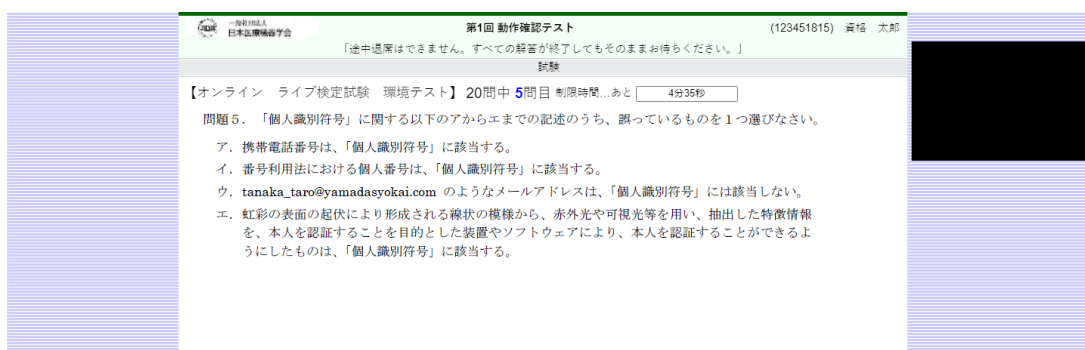 一般社団法人
日本医療機器学会
第1回 動作確認テスト
(123451815) 資格 太郎
「途中退席はできません。すべての解答が終了してもそのままお待ちください。」
試験
【オンライン ライブ検定試験 環境テスト】 20問中 5問目 制限時間...あと 4分35秒
問題５．「個人識別符号」に関する以下のアからエまでの記述のうち、誤っているものを１つ選びなさい。
ア．携帯電話番号は、「個人識別符号」に該当する。
イ．番号利用法における個人番号は、「個人識別符号」に該当する。
ウ．tanaka_taro@yamadasyokai.com のようなメールアドレスは、「個人識別符号」には該当しない。
エ．虹彩の表面の起伏により形成される線状の模様から、赤外光や可視光等を用い、抽出した特徴情報
を、本人を認証することを目的とした装置やソフトウェアにより、本人を認証することができるよ
うにしたものは、「個人識別符号」に該当する。